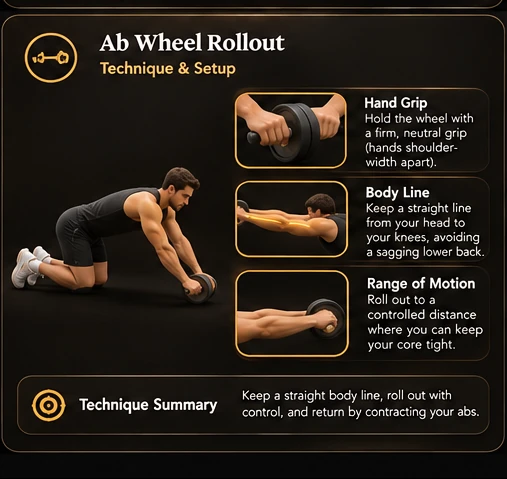 Ab Wheel Rollout
Technique & Setup
Hand Grip
Hold the wheel with
a firm, neutral grip
(hands shoulder-
width apart).
Body Line
Keep a straight line
from your head to
your knees, avoiding
a sagging lower back.
Range of Motion
Roll out to a
controlled distance
where you can keep
your core tight.
Technique Summary
Keep a straight body line, roll out with
control, and return by contracting your abs.